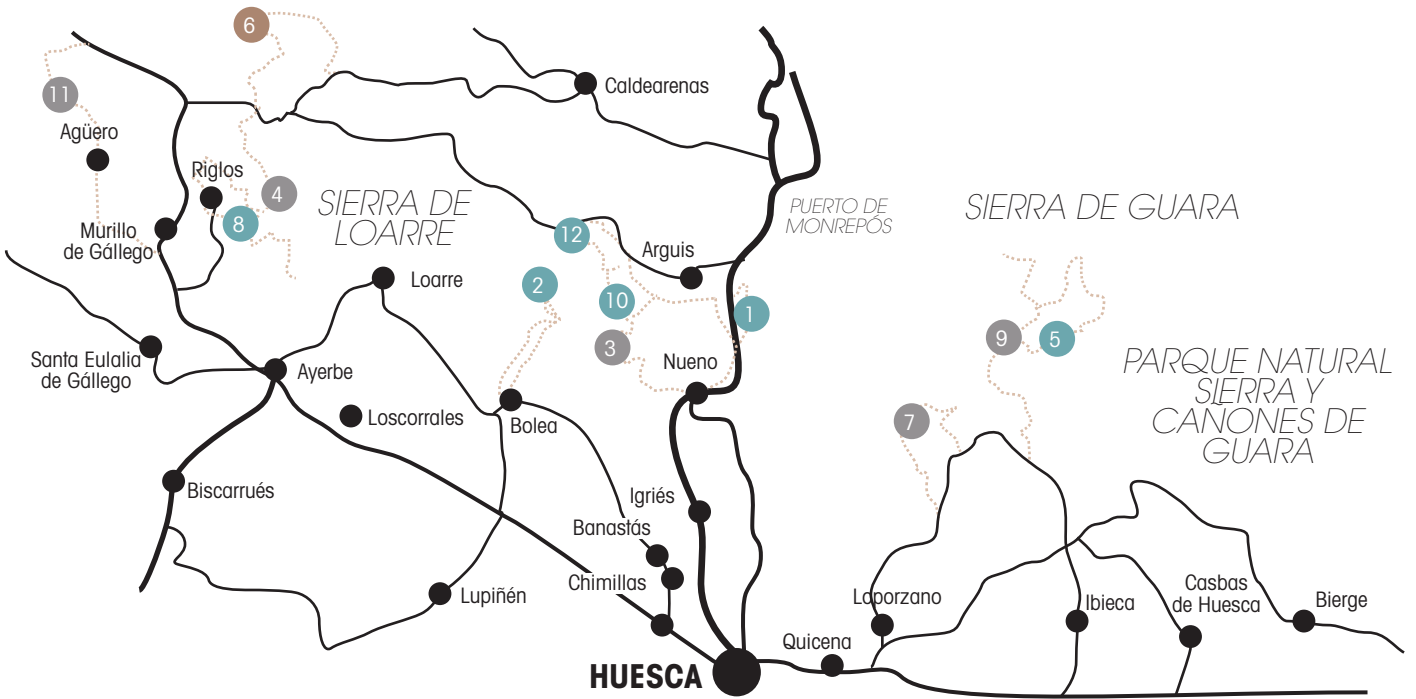 6
11
Caldearenas
Agüero
Riglos
4
SIERRA DE
LOARRE
8
Murillo
de Gállego
12
PUERTO DE
MONREPÓS
SIERRA DE GUARA
Arguis
Loarre
2
10
1
3
9
5
Santa Eulalia
de Gállego
Ayerbe
Nueno
PARQUE NATURAL
SIERRA Y
CAÑONES DE
GUARA
Loscorrales
Bolea
7
Biscarrués
Igriés
Banastás
Chimillas
Lupiñén
Loporzano
Ibieca
Casbas
de Huesca
Bierge
Quicena
HUESCA